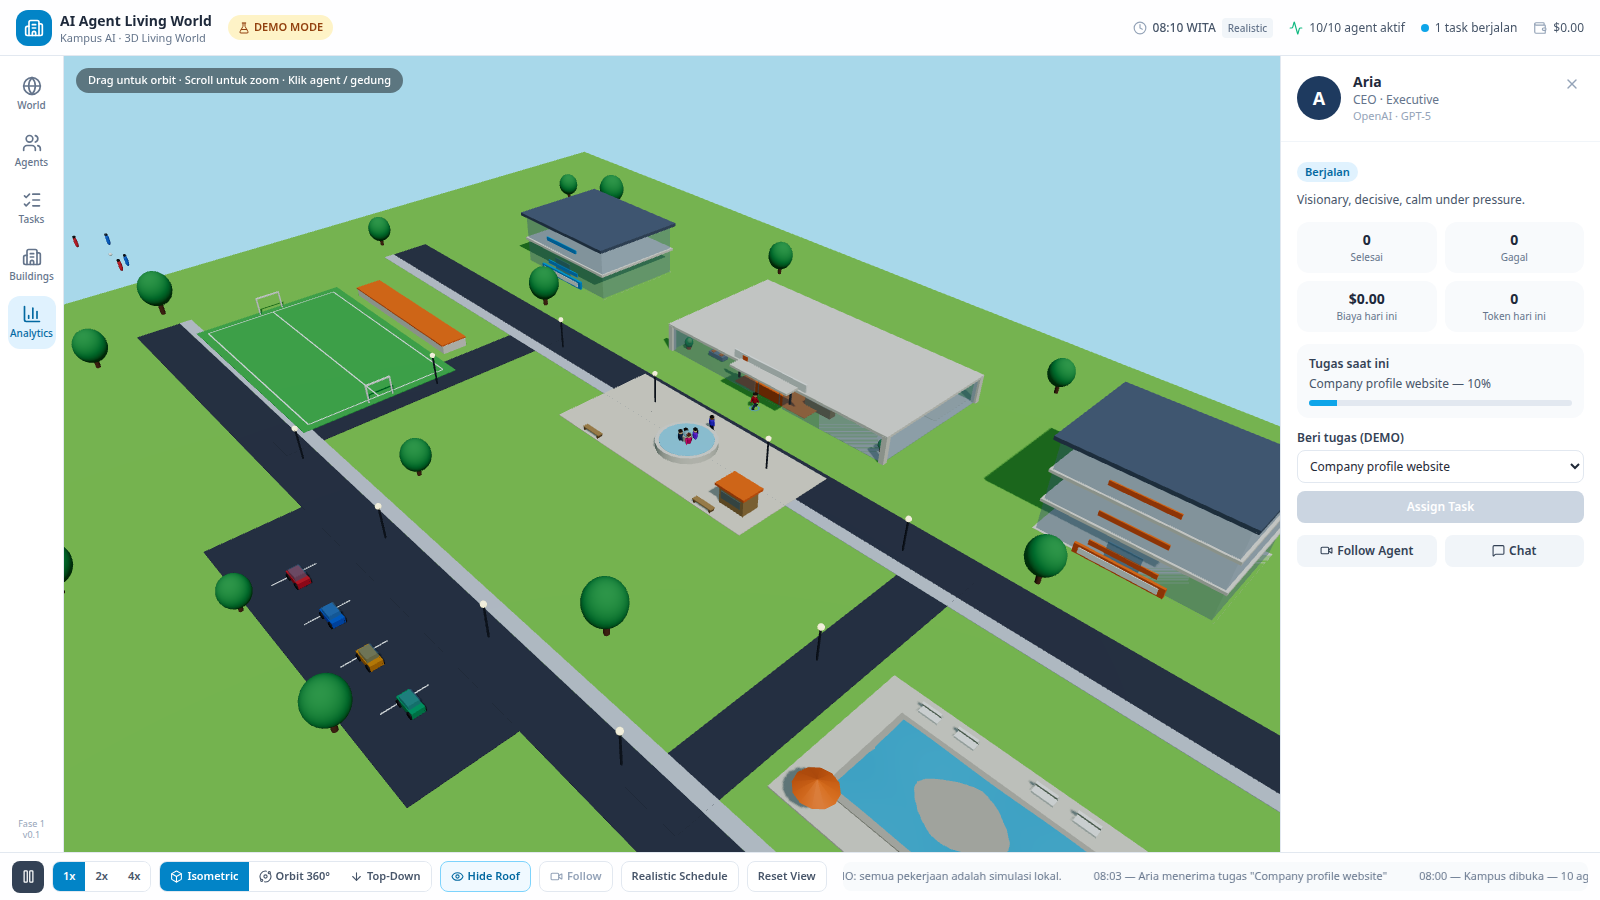 AI Agent Living World
Kampus AI · 3D Living World
DEMO MODE
08:10 WITA
Realistic
10/10 agent aktif
1 task berjalan
$0.00
World
Agents
Tasks
Buildings
Analytics
Fase 1
v0.1
Drag untuk orbit · Scroll untuk zoom · Klik agent / gedung
A
Aria
CEO · Executive
OpenAI · GPT-5
Berjalan
Visionary, decisive, calm under pressure.
0
Selesai
0
Gagal
$0.00
Biaya hari ini
0
Token hari ini
Tugas saat ini
Company profile website — 10%
Beri tugas (DEMO)
Company profile website
Assign Task
Follow Agent
Chat
1x
2x
4x
Isometric
Orbit 360°
Top-Down
Hide Roof
Follow
Realistic Schedule
Reset View
IO: semua pekerjaan adalah simulasi lokal.
08:03 — Aria menerima tugas "Company profile website"
08:00 — Kampus dibuka — 10 ag